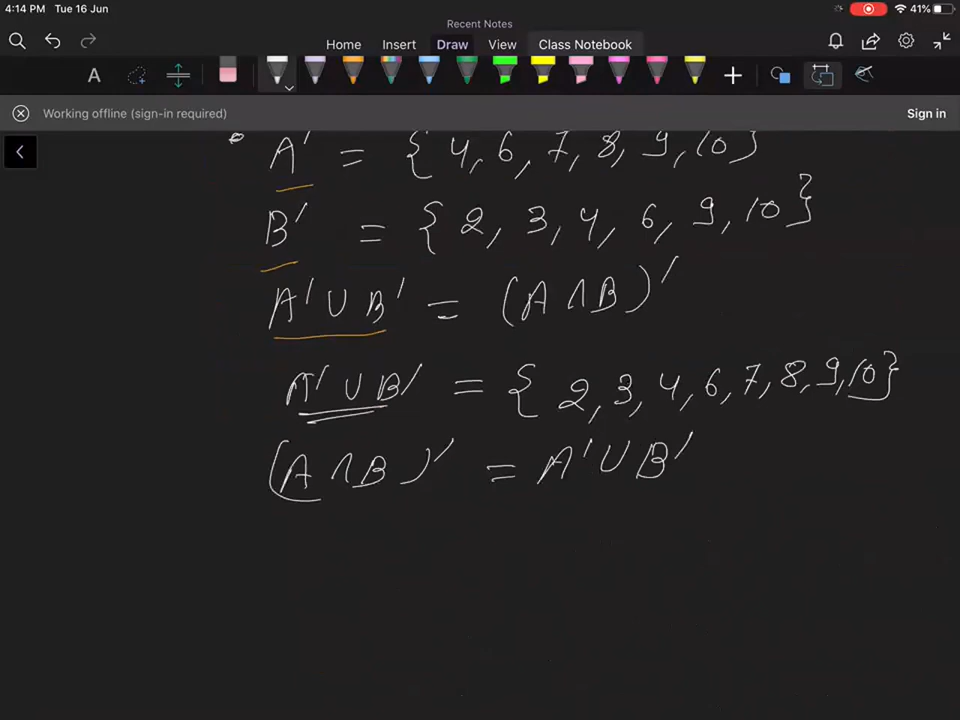 4:14 PM Tue 16 Jun
41%
Recent Notes
Home Insert Draw View Class Notebook
A
Working offline (sign-in required)
Sign in
A' = {4, 6, 7, 8, 9, 10}
B' = {2, 3, 4, 6, 9, 10}
A' ∪ B' = (A ∩ B)'
A' ∪ B' = {2, 3, 4, 6, 7, 8, 9, 10}
(A ∩ B)' = A' ∪ B'